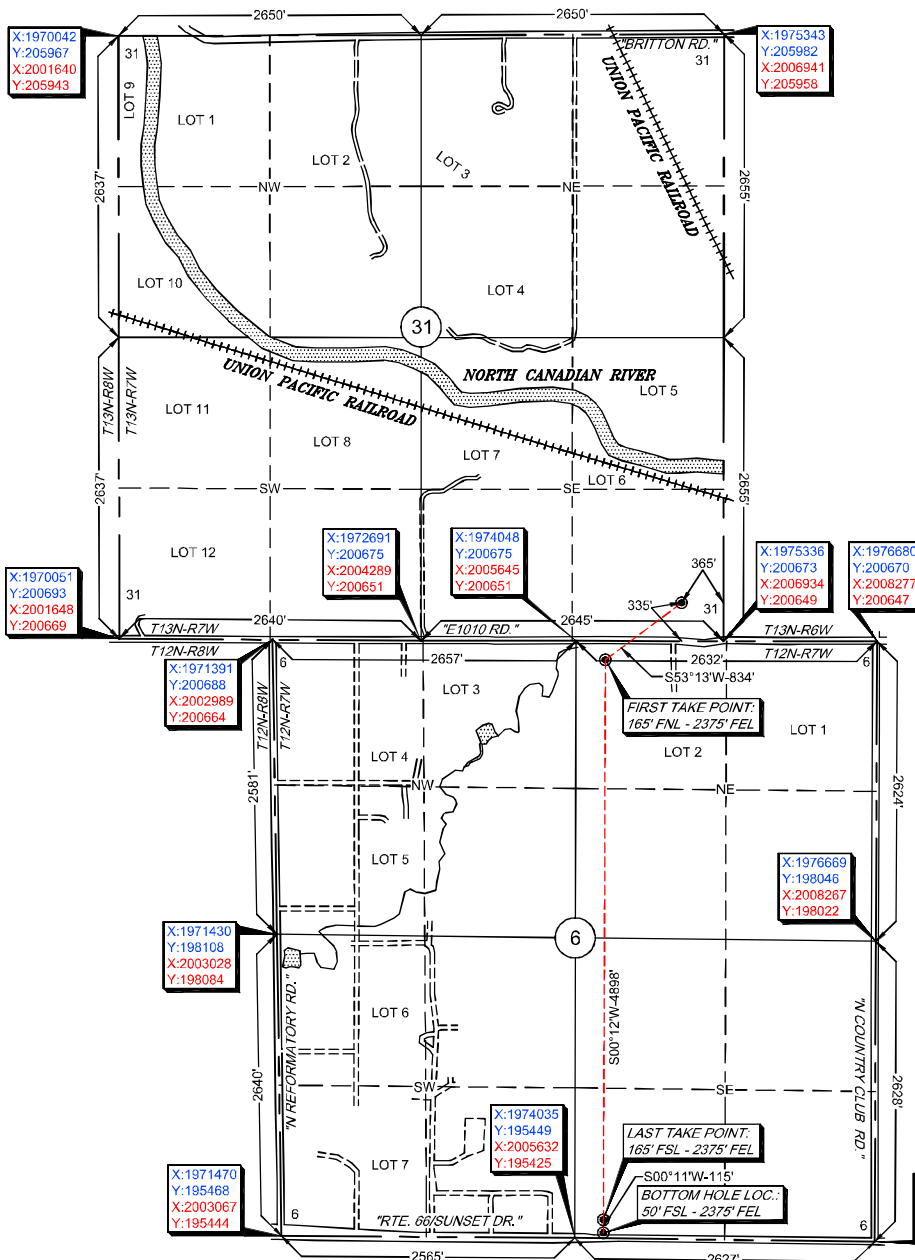 2650'
2650'
X:1970042
Y:205967
X:2001640
Y:205943
X:1975343
Y:205982
X:2006941
Y:205958
31
"BRITTON RD."
31
LOT 9
LOT 1
UNION PACIFIC RAILROAD
LOT 2
LOT 3
2637'
NW
NE
2655'
LOT 10
LOT 4
31
UNION PACIFIC RAILROAD
NORTH CANADIAN RIVER
LOT 5
T13N-R8W
T13N-R7W
LOT 11
LOT 8
LOT 7
LOT 6
2637'
SW
SE
2655'
LOT 12
X:1972691
Y:200675
X:2004289
Y:200651
X:1974048
Y:200675
X:2005645
Y:200651
X:1975336
Y:200673
X:2006934
Y:200649
X:1976680
Y:200670
X:2008277
Y:200647
X:1970051
Y:200693
X:2001648
Y:200669
365'
335'
31
31
2640'
"E1010 RD."
2645'
T13N-R7W
T13N-R6W
T12N-R8W
T12N-R7W
6
2657'
2632'
6
S53°13'W-834'
X:1971391
Y:200688
X:2002989
Y:200664
T12N-R8W
T12N-R7W
LOT 3
FIRST TAKE POINT:
165' FNL - 2375' FEL
LOT 1
LOT 2
LOT 4
2581'
NW
NE
2624'
LOT 5
X:1976669
Y:198046
X:2008267
Y:198022
X:1971430
Y:198108
X:2003028
Y:198084
6
"N REFORMATORY RD."
LOT 6
S00°12'W-4898'
"N COUNTRY CLUB RD."
2640'
SW
SE
2628'
X:1974035
Y:195449
X:2005632
Y:195425
LAST TAKE POINT:
165' FSL - 2375' FEL
LOT 7
X:1971470
Y:195468
X:2003067
Y:195444
S00°11'W-115'
BOTTOM HOLE LOC.:
50' FSL - 2375' FEL
6
"RTE. 66/SUNSET DR."
6
2565'
2627'